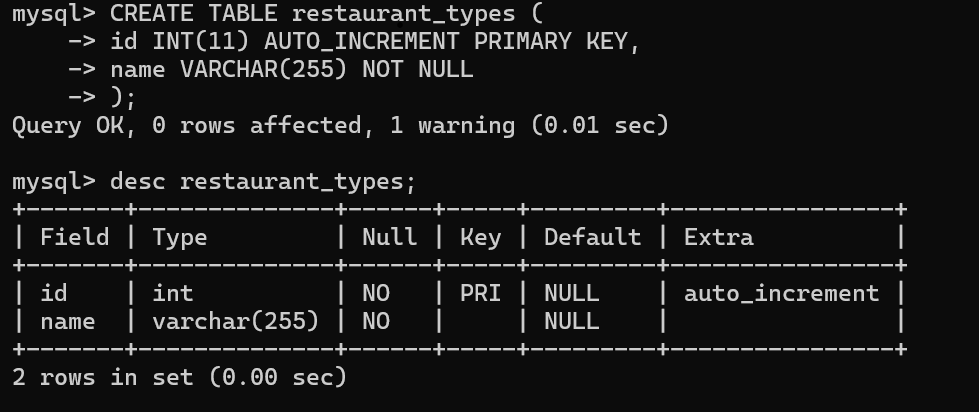 mysql> CREATE TABLE restaurant_types (
    -> id INT(11) AUTO_INCREMENT PRIMARY KEY,
    -> name VARCHAR(255) NOT NULL
    -> );
Query OK, 0 rows affected, 1 warning (0.01 sec)

mysql> desc restaurant_types;
+-------+--------------+------+-----+---------+----------------+
| Field | Type         | Null | Key | Default | Extra          |
+-------+--------------+------+-----+---------+----------------+
| id    | int          | NO   | PRI | NULL    | auto_increment |
| name  | varchar(255) | NO   |     | NULL    |                |
+-------+--------------+------+-----+---------+----------------+
2 rows in set (0.00 sec)